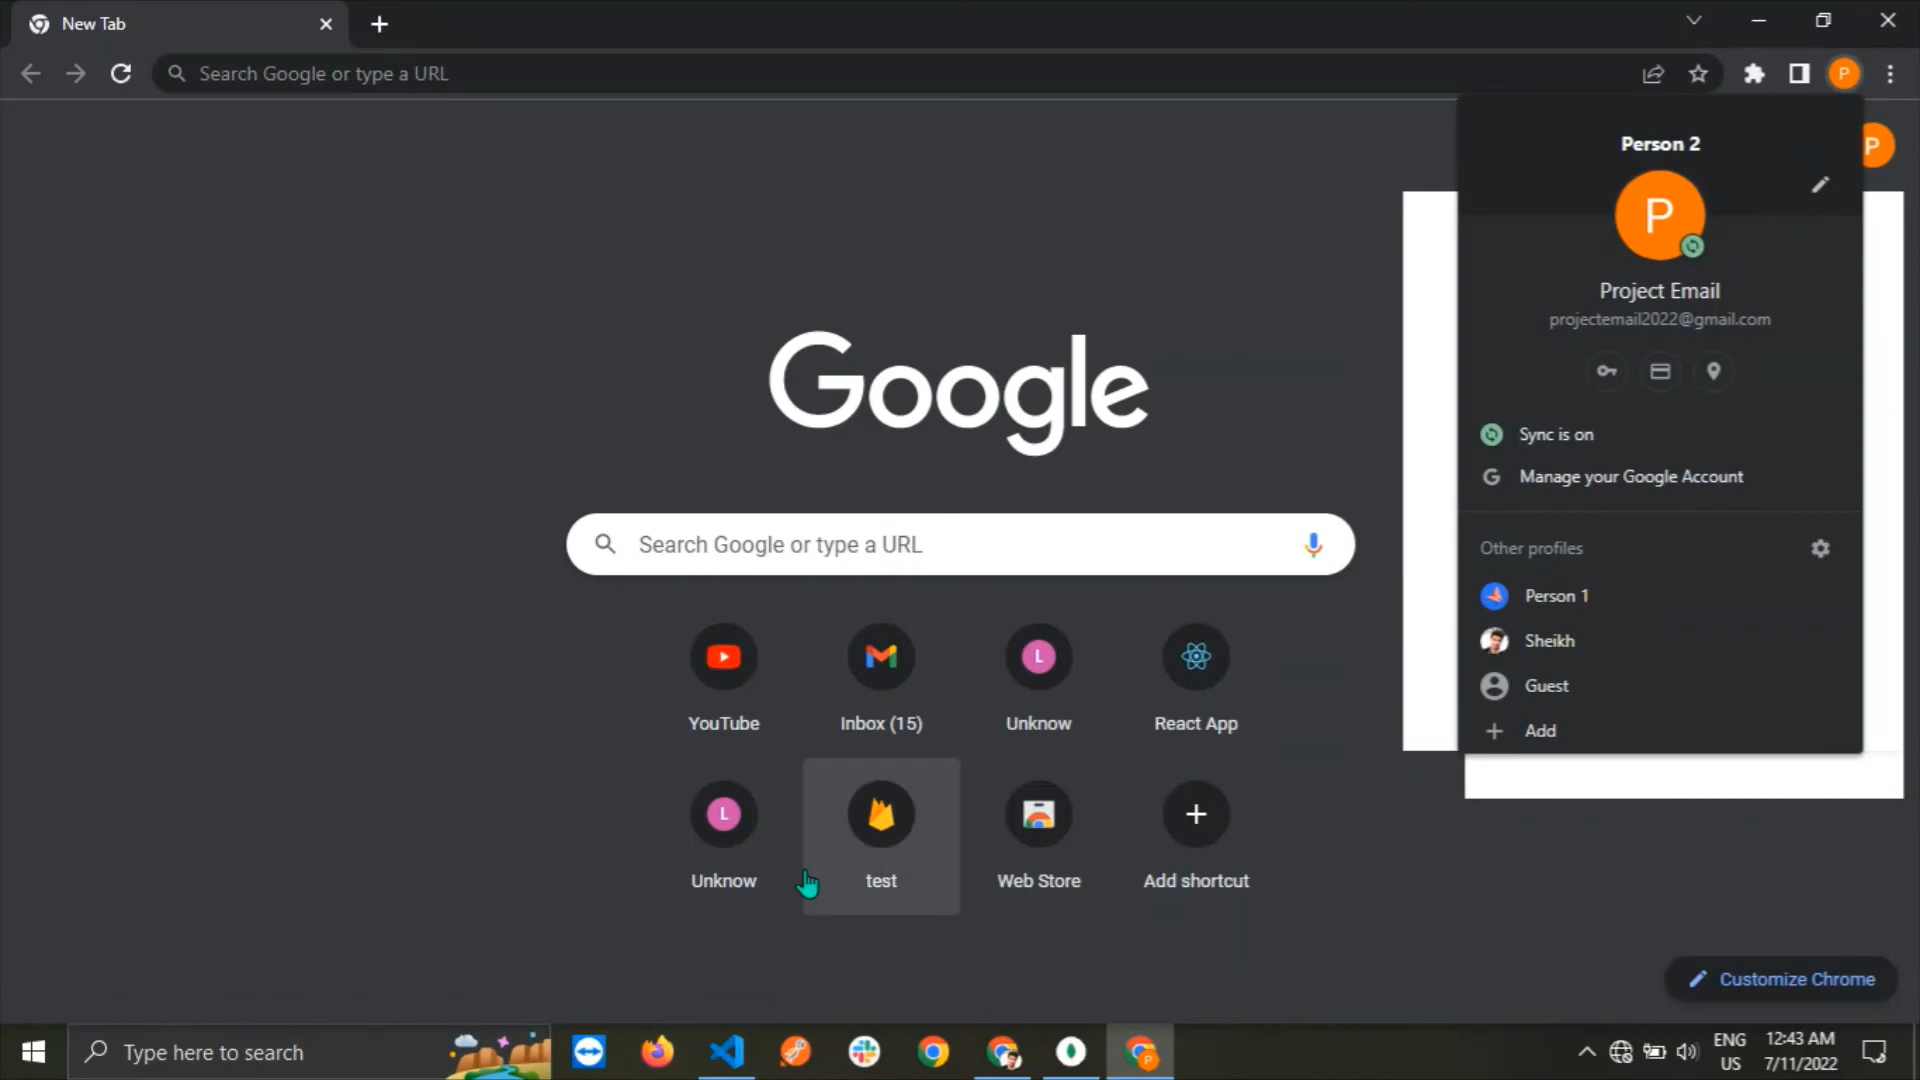 New Tab
Search Google or type a URL
P
P
Person 2
P
Project Email
projectemail2022@gmail.com
Sync is on
G Manage your Google Account
Other profiles
Person 1
Sheikh
Guest
Add
Google
Search Google or type a URL
YouTube
Inbox (15)
L
Unknow
React App
L
Unknow
test
Web Store
Add shortcut
Customize Chrome
Type here to search
P
ENG
US
12:43 AM
7/11/2022